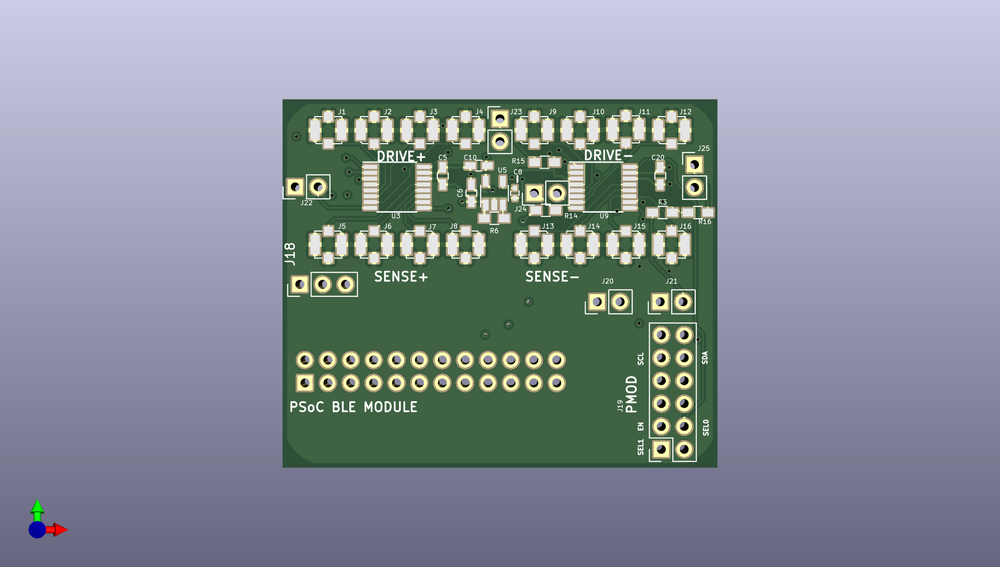 J1 J2 J3 J4 J23 J9 J10 J11 J12
DRIVE+ DRIVE-
J25
C5 C10 U5 R15 C20
C8
C6
J22 U3 J24 R14 U9 R16
R6
J5 J6 J7 J8 J13 J14 J15 J16
J18
SENSE+ SENSE-
J20 J21
SCL SDA
PSoC BLE MODULE
J19 PMOD
EN SEL0
SEL1